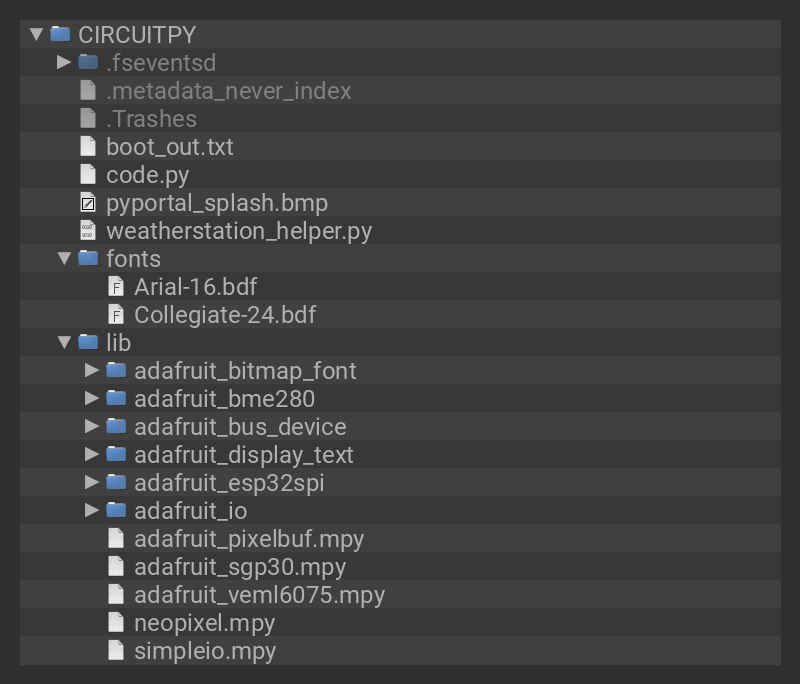 CIRCUITPY
.fseventsd
.metadata_never_index
.Trashes
boot_out.txt
code.py
pyportal_splash.bmp
weatherstation_helper.py
fonts
Arial-16.bdf
Collegiate-24.bdf
lib
adafruit_bitmap_font
adafruit_bme280
adafruit_bus_device
adafruit_display_text
adafruit_esp32spi
adafruit_io
adafruit_pixelbuf.mpy
adafruit_sgp30.mpy
adafruit_veml6075.mpy
neopixel.mpy
simpleio.mpy